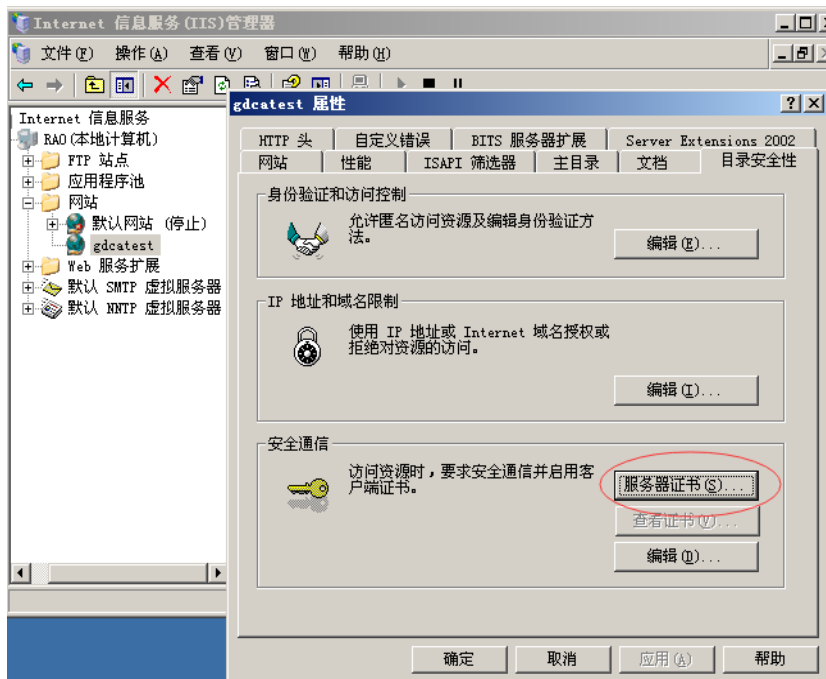 Internet 信息服务(IIS)管理器
文件(F) 操作(A) 查看(V) 窗口(W) 帮助(H)
Internet 信息服务
RAO(本地计算机)
FTP 站点
应用程序池
网站
默认网站 (停止)
gdcatest
Web 服务扩展
默认 SMTP 虚拟服务器
默认 NNTP 虚拟服务器
gdcatest 属性
HTTP 头 自定义错误 BITS 服务器扩展 Server Extensions 2002
网站 性能 ISAPI 筛选器 主目录 文档 目录安全性
身份验证和访问控制
允许匿名访问资源及编辑身份验证方
法。
编辑(E)...
IP 地址和域名限制
使用 IP 地址或 Internet 域名授权或
拒绝对资源的访问。
编辑(I)...
安全通信
访问资源时，要求安全通信并启用客
户端证书。
服务器证书(S)...
查看证书(V)...
编辑(D)...
确定 取消 应用(A) 帮助